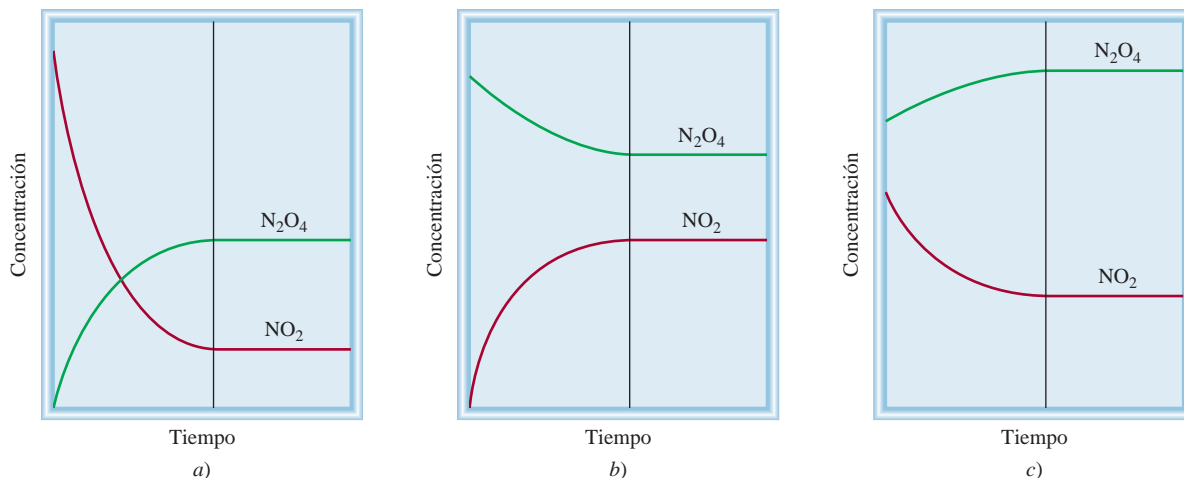 Concentración
N₂O₄
NO₂
Tiempo
a)
Concentración
N₂O₄
NO₂
Tiempo
b)
Concentración
N₂O₄
NO₂
Tiempo
c)